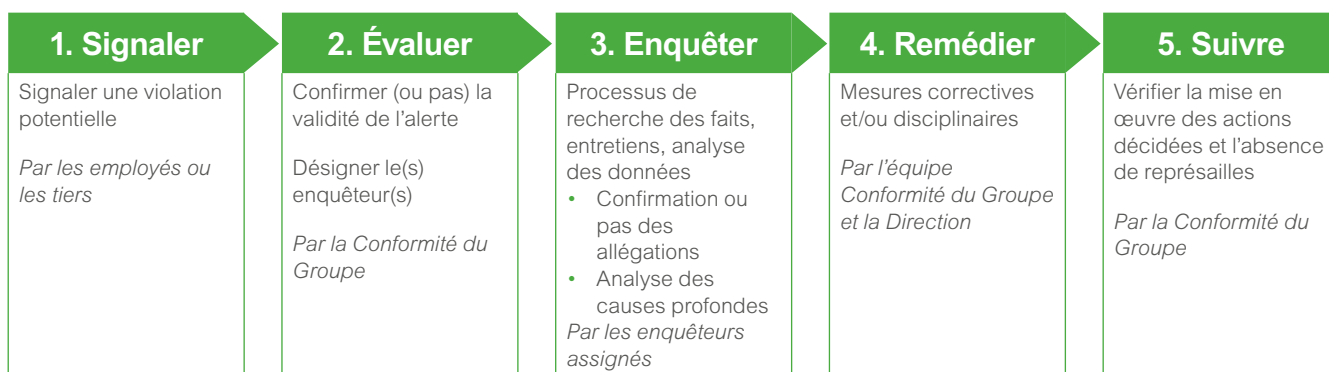 1. Signaler
Signaler une violation
potentielle
Par les employés ou
les tiers
2. Évaluer
Confirmer (ou pas) la
validité de l'alerte
Désigner le(s)
enquêteur(s)
Par la Conformité du
Groupe
3. Enquêter
Processus de
recherche des faits,
entretiens, analyse
des données
• Confirmation ou
pas des
allégations
• Analyse des
causes profondes
Par les enquêteurs
assignés
4. Remédier
Mesures correctives
et/ou disciplinaires
Par l'équipe
Conformité du Groupe
et la Direction
5. Suivre
Vérifier la mise en
œuvre des actions
décidées et l'absence
de représailles
Par la Conformité du
Groupe